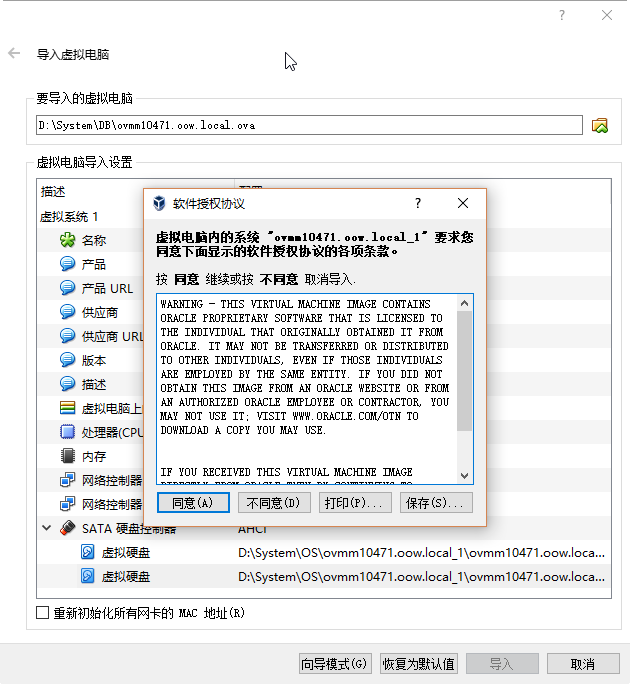 ?
导入虚拟电脑
要导入的虚拟电脑
D:\System\DB\ovmm10471.oow.local.ova
虚拟电脑导入设置
描述
虚拟系统 1
名称
产品
产品 URL
供应商
供应商 URL
版本
描述
虚拟电脑上
处理器(CPU
内存
网络控制器
网络控制器
SATA 硬盘控制器 AHCI
虚拟硬盘 D:\System\OS\ovmm10471.oow.local_1\ovmm10471.oow.loca...
虚拟硬盘 D:\System\OS\ovmm10471.oow.local_1\ovmm10471.oow.loca...
软件授权协议 ?
虚拟电脑内的系统 "ovmm10471.oow.local_1" 要求您
同意下面显示的软件授权协议的各项条款。
按 同意 继续或按 不同意 取消导入.
WARNING - THIS VIRTUAL MACHINE IMAGE CONTAINS
ORACLE PROPRIETARY SOFTWARE THAT IS LICENSED TO
THE INDIVIDUAL THAT ORIGINALLY OBTAINED IT FROM
ORACLE. IT MAY NOT BE TRANSFERRED OR DISTRIBUTED
TO OTHER INDIVIDUALS, EVEN IF THOSE INDIVIDUALS
ARE EMPLOYED BY THE SAME ENTITY. IF YOU DID NOT
OBTAIN THIS IMAGE FROM AN ORACLE WEBSITE OR FROM
AN AUTHORIZED ORACLE EMPLOYEE OR CONTRACTOR, YOU
MAY NOT USE IT; VISIT WWW.ORACLE.COM/OTN TO
DOWNLOAD A COPY YOU MAY USE.
IF YOU RECEIVED THIS VIRTUAL MACHINE IMAGE
DIRECTLY FROM ORACLE THEN BY CONTINUING TO
同意(A) 不同意(D) 打印(P)... 保存(S)...
重新初始化所有网卡的 MAC 地址(R)
向导模式(G) 恢复为默认值 导入 取消